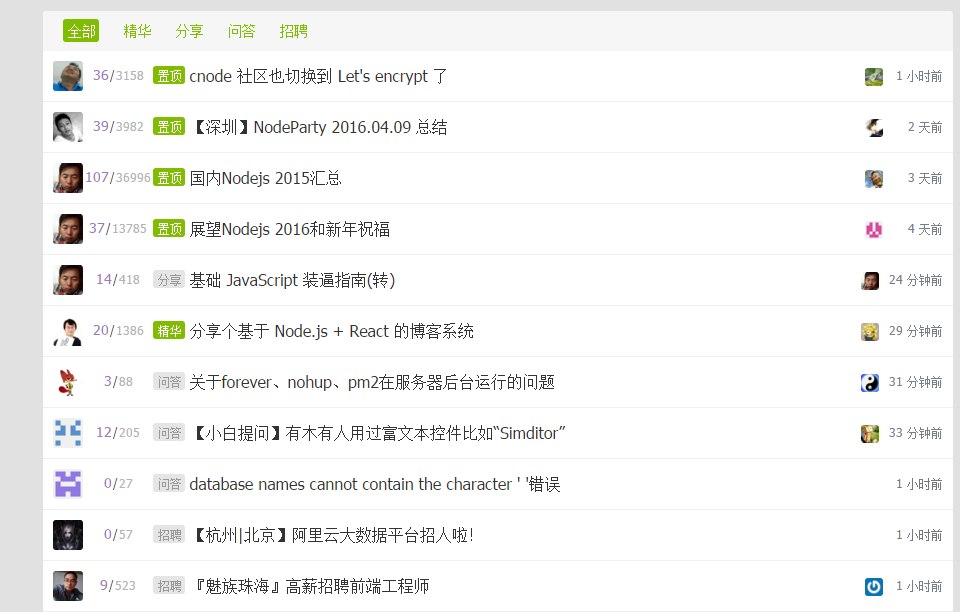 全部 精华 分享 问答 招聘
36/3158 置顶 cnode 社区也切换到 Let's encrypt 了 1 小时前
39/3982 置顶 【深圳】NodeParty 2016.04.09 总结 2 天前
107/36996 置顶 国内Nodejs 2015汇总 3 天前
37/13785 置顶 展望Nodejs 2016和新年祝福 4 天前
14/418 分享 基础 JavaScript 装逼指南(转) 24 分钟前
20/1386 精华 分享个基于 Node.js + React 的博客系统 29 分钟前
3/88 问答 关于forever、nohup、pm2在服务器后台运行的问题 31 分钟前
12/205 问答 【小白提问】有木有人用过富文本控件比如“Simditor” 33 分钟前
0/27 问答 database names cannot contain the character ' '错误 1 小时前
0/57 招聘 【杭州|北京】阿里云大数据平台招人啦! 1 小时前
9/523 招聘 『魅族珠海』高薪招聘前端工程师 1 小时前